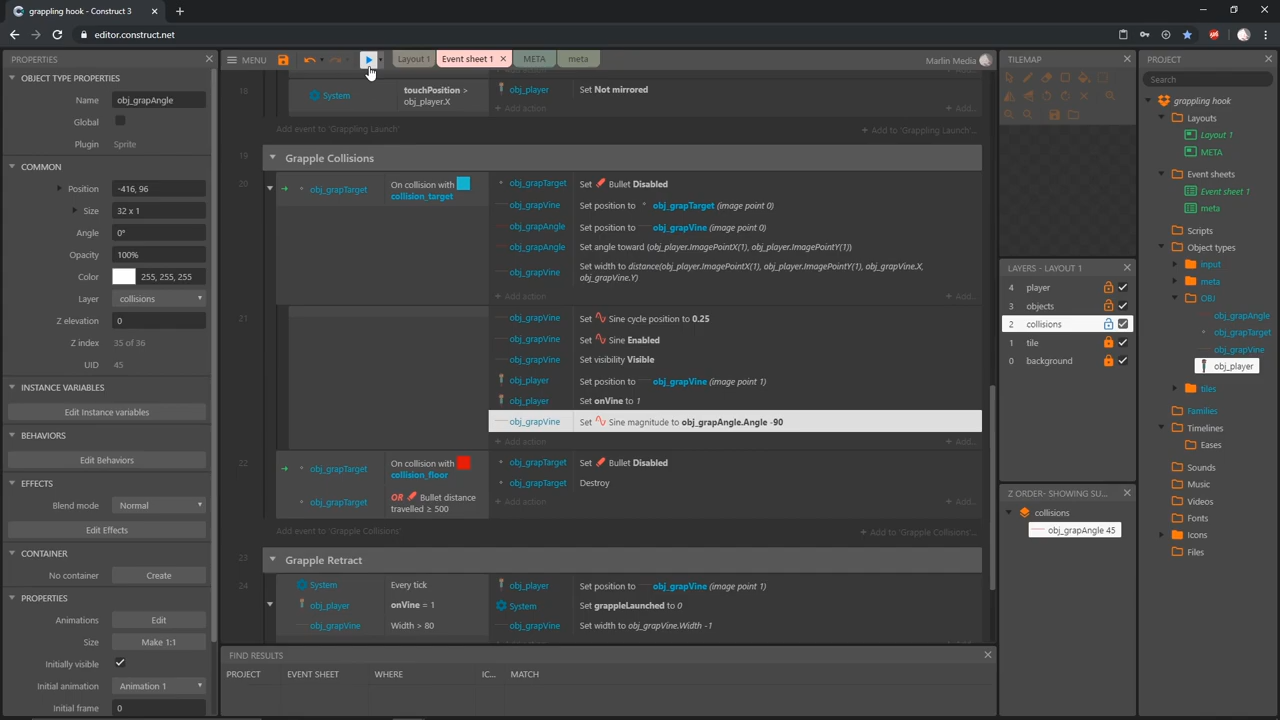 grappling hook - Construct 3
editor.construct.net
PROPERTIES
OBJECT TYPE PROPERTIES
Name obj_grapAngle
Global
Plugin Sprite
COMMON
Position -416, 96
Size 32 x 1
Angle 0°
Opacity 100%
Color 255, 255, 255
Layer collisions
Z elevation 0
Z index 35 of 36
UID 45
INSTANCE VARIABLES
Edit Instance variables
BEHAVIORS
Edit Behaviors
EFFECTS
Blend mode Normal
Edit Effects
CONTAINER
No container Create
PROPERTIES
Animations Edit
Size Make 1:1
Initially visible
Initial animation Animation 1
Initial frame 0
MENU
Layout 1 Event sheet 1 META meta
Marlin Media
18 System touchPosition > obj_player Set Not mirrored
obj_player.X
+ Add action + Add...
Add event to 'Grappling Launch' + Add to 'Grappling Launch'...
19 Grapple Collisions
20 obj_grapTarget On collision with collision_target
obj_grapTarget Set Bullet Disabled
obj_grapVine Set position to obj_grapTarget (image point 0)
obj_grapAngle Set position to obj_grapVine (image point 0)
obj_grapAngle Set angle toward (obj_player.ImagePointX(1), obj_player.ImagePointY(1))
obj_grapVine Set width to distance(obj_player.ImagePointX(1), obj_player.ImagePointY(1), obj_grapVine.X,
obj_grapVine.Y)
+ Add action + Add...
21 obj_grapVine Set Sine cycle position to 0.25
obj_grapVine Set Sine Enabled
obj_grapVine Set visibility Visible
obj_player Set position to obj_grapVine (image point 1)
obj_player Set onVine to 1
obj_grapVine Set Sine magnitude to obj_grapAngle.Angle -90
+ Add action + Add...
22 obj_grapTarget On collision with collision_floor
obj_grapTarget OR Bullet distance travelled ≥ 500
obj_grapTarget Set Bullet Disabled
obj_grapTarget Destroy
+ Add action + Add...
Add event to 'Grapple Collisions' + Add to 'Grapple Collisions'...
23 Grapple Retract
24 System Every tick
obj_player onVine = 1
obj_grapVine Width > 80
obj_player Set position to obj_grapVine (image point 1)
System Set grappleLaunched to 0
obj_grapVine Set width to obj_grapVine.Width -1
FIND RESULTS
PROJECT EVENT SHEET WHERE IC... MATCH
TILEMAP
LAYERS - LAYOUT 1
4 player
3 objects
2 collisions
1 tile
0 background
Z ORDER- SHOWING SU...
collisions
obj_grapAngle 45
PROJECT
Search
grappling hook
Layouts
Layout 1
META
Event sheets
Event sheet 1
meta
Scripts
Object types
input
meta
OBJ
obj_grapAngle
obj_grapTarget
obj_grapVine
obj_player
tiles
Families
Timelines
Eases
Sounds
Music
Videos
Fonts
Icons
Files